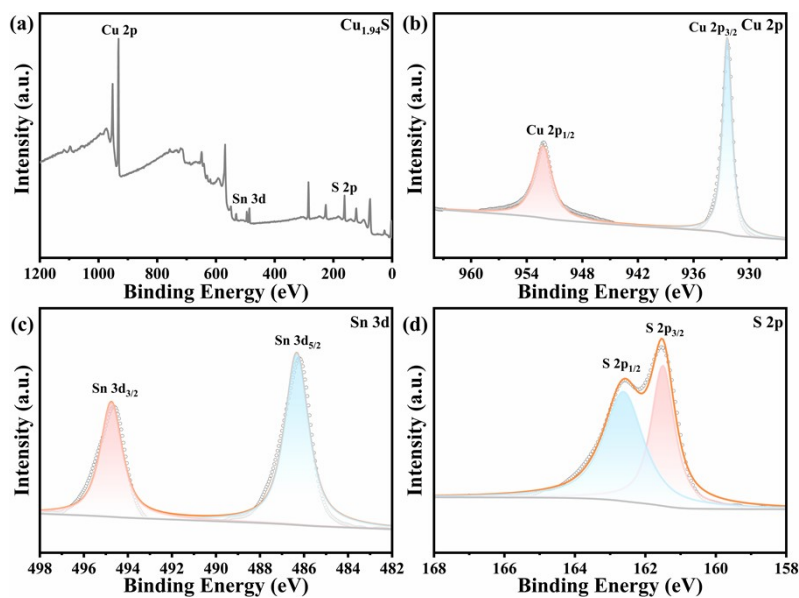 (a) Cu 2p Cu₁.₉₄S
Sn 3d S 2p
Intensity (a.u.)
1200 1000 800 600 400 200 0
Binding Energy (eV)
(b) Cu 2p₃/₂ Cu 2p
Cu 2p₁/₂
Intensity (a.u.)
960 954 948 942 936 930
Binding Energy (eV)
(c) Sn 3d
Sn 3d₅/₂
Sn 3d₃/₂
Intensity (a.u.)
498 496 494 492 490 488 486 484 482
Binding Energy (eV)
(d) S 2p
S 2p₃/₂
S 2p₁/₂
Intensity (a.u.)
168 166 164 162 160 158
Binding Energy (eV)